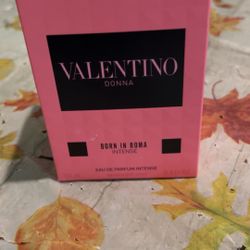 VALENTINO
DONNA
BORN IN ROMA
INTENSE
EAU DE PARFUM INTENSE